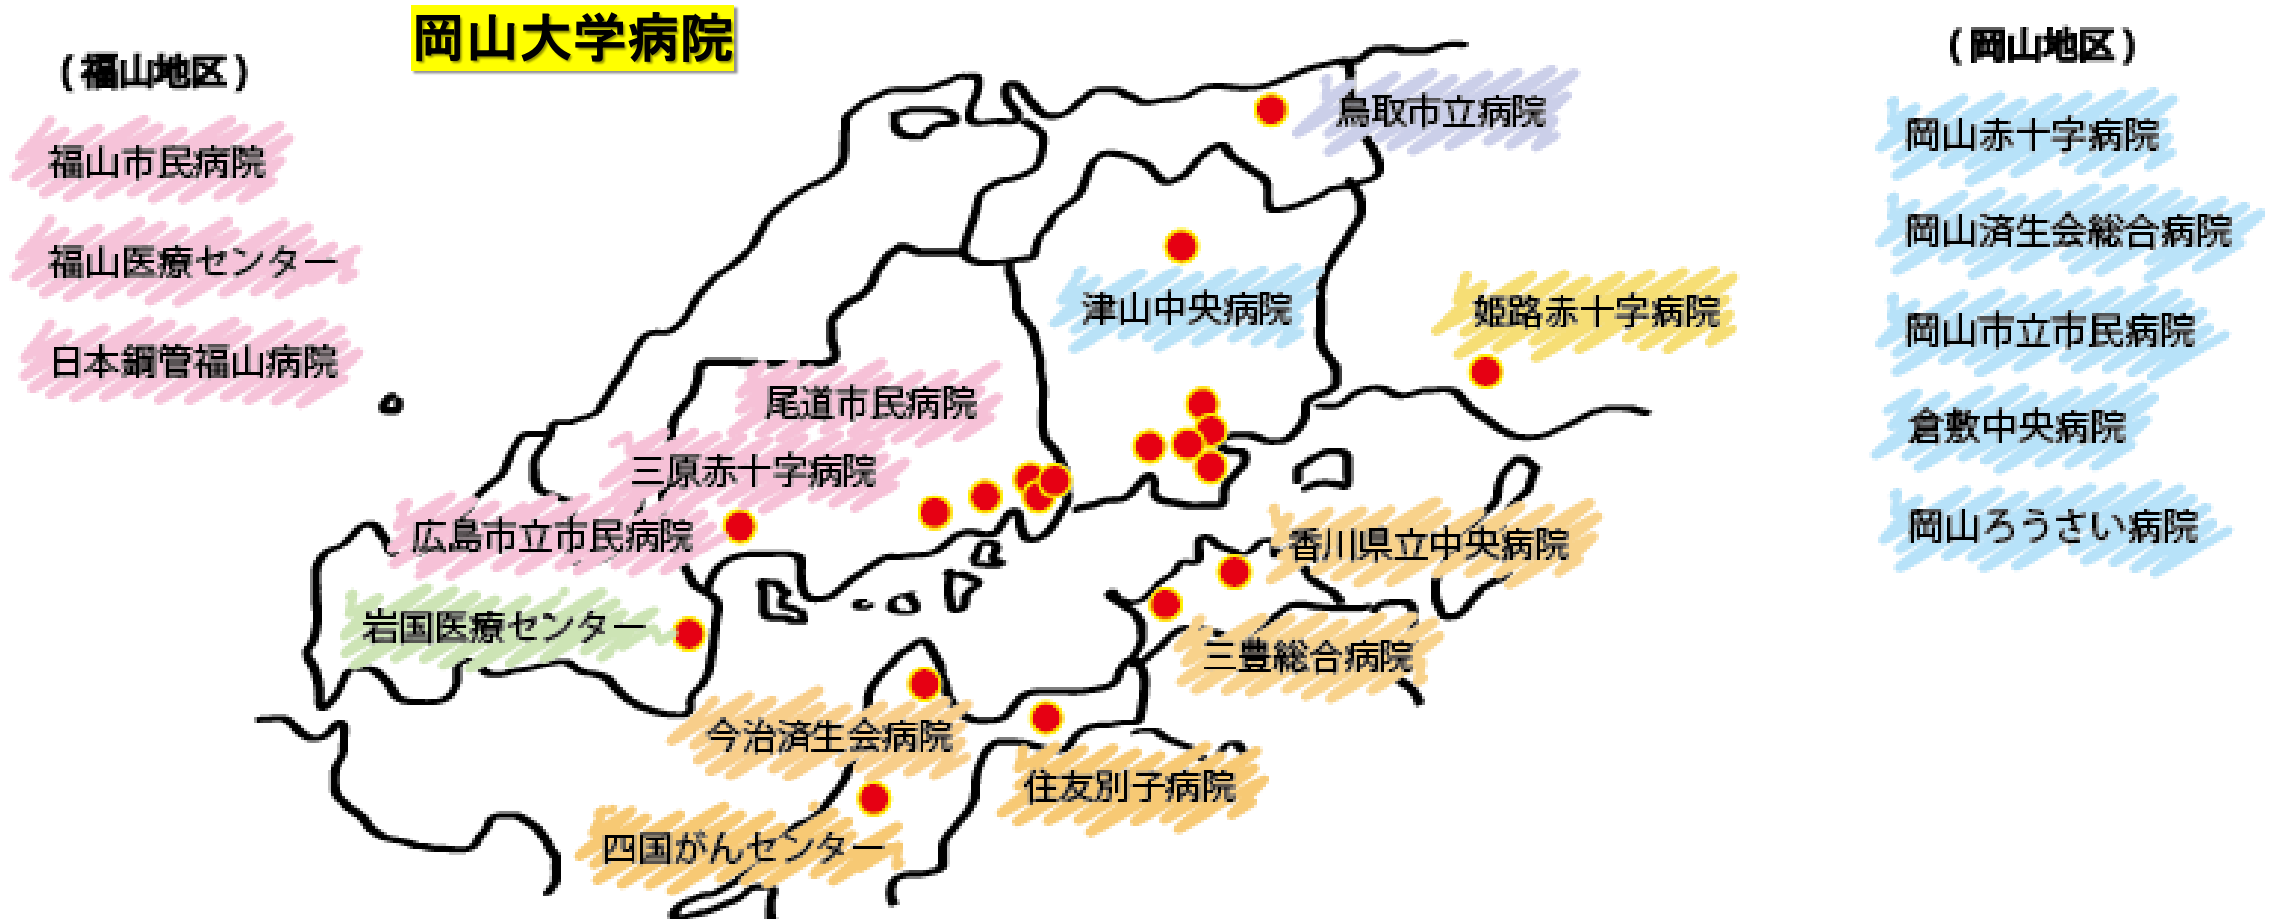 岡山大学病院
(福山地区)
福山市民病院
福山医療センター
日本鋼管福山病院
鳥取市立病院
津山中央病院
姫路赤十字病院
尾道市民病院
三原赤十字病院
広島市立市民病院
岩国医療センター
香川県立中央病院
三豊総合病院
今治済生会病院
住友別子病院
四国がんセンター
(岡山地区)
岡山赤十字病院
岡山済生会総合病院
岡山市立市民病院
倉敷中央病院
岡山ろうさい病院